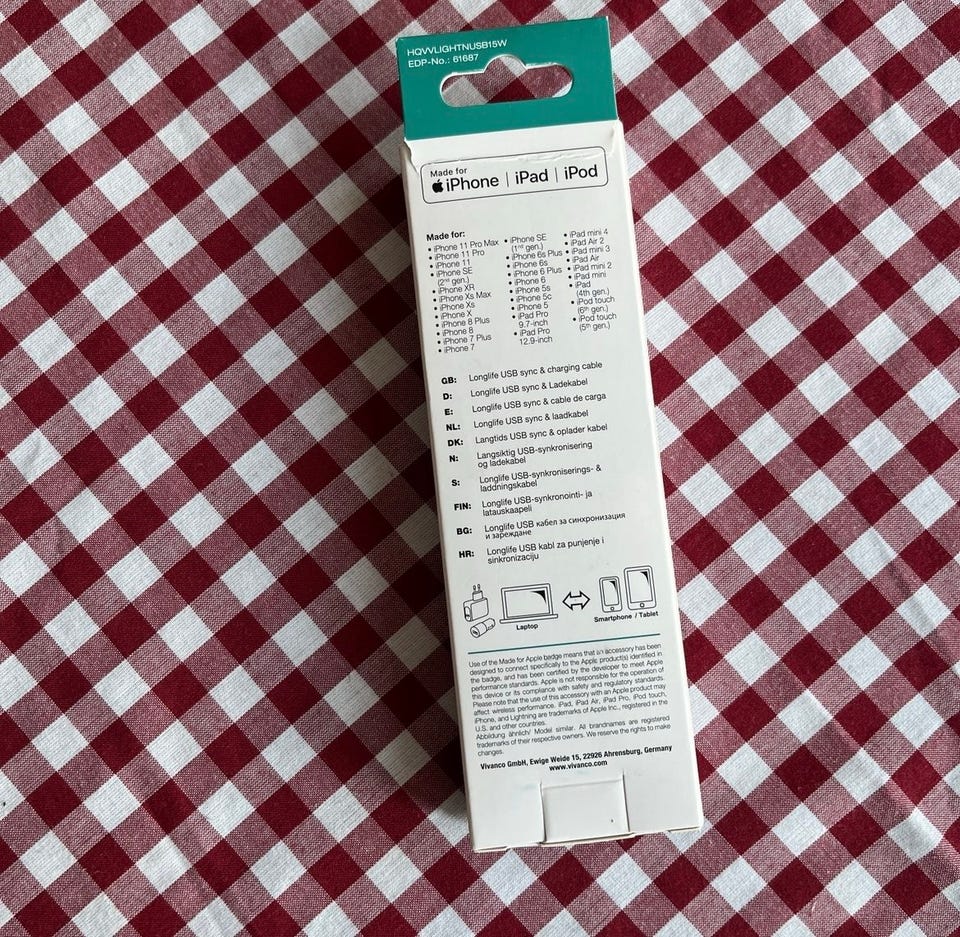 HQVVLIGHTNUSB15W
EDP-No.: 61687
Made for
iPhone | iPad | iPod
Made for:
• iPhone 11 Pro Max
• iPhone 11 Pro
• iPhone 11
• iPhone SE
(2nd gen.)
• iPhone XR
• iPhone Xs Max
• iPhone Xs
• iPhone X
• iPhone 8 Plus
• iPhone 8
• iPhone 7 Plus
• iPhone 7
• iPhone SE
(1st gen.)
• iPhone 6s Plus
• iPhone 6s
• iPhone 6 Plus
• iPhone 6
• iPhone 5s
• iPhone 5c
• iPhone 5
• iPad Pro
9.7-inch
• iPad Pro
12.9-inch
• iPad mini 4
• iPad Air 2
• iPad mini 3
• iPad Air
• iPad mini 2
• iPad mini
• iPad
(4th gen.)
• iPod touch
(6th gen.)
• iPod touch
(5th gen.)
GB: Longlife USB sync & charging cable
D: Longlife USB sync & Ladekabel
E: Longlife USB sync & cable de carga
NL: Longlife USB sync & laadkabel
DK: Langtids USB sync & oplader kabel
N: Langsiktig USB-synkronisering
og ladekabel
S: Longlife USB-synkroniserings- &
laddningskabel
FIN: Longlife USB-synkronointi- ja
latauskaapeli
BG: Longlife USB кабел за синхронизация
и зареждане
HR: Longlife USB kabl za punjenje i
sinkronizaciju
Laptop
Smartphone / Tablet
Use of the Made for Apple badge means that an accessory has been
designed to connect specifically to the Apple product(s) identified in
the badge, and has been certified by the developer to meet Apple
performance standards. Apple is not responsible for the operation of
this device or its compliance with safety and regulatory standards.
Please note that the use of this accessory with an Apple product may
affect wireless performance. iPad, iPad Air, iPad Pro, iPod touch,
iPhone, and Lightning are trademarks of Apple Inc., registered in the
U.S. and other countries.
Abbildung ähnlich/ Model similar. All brandnames are registered
trademarks of their respective owners. We reserve the rights to make
changes.
Vivanco GmbH, Ewige Weide 15, 22926 Ahrensburg, Germany
www.vivanco.com